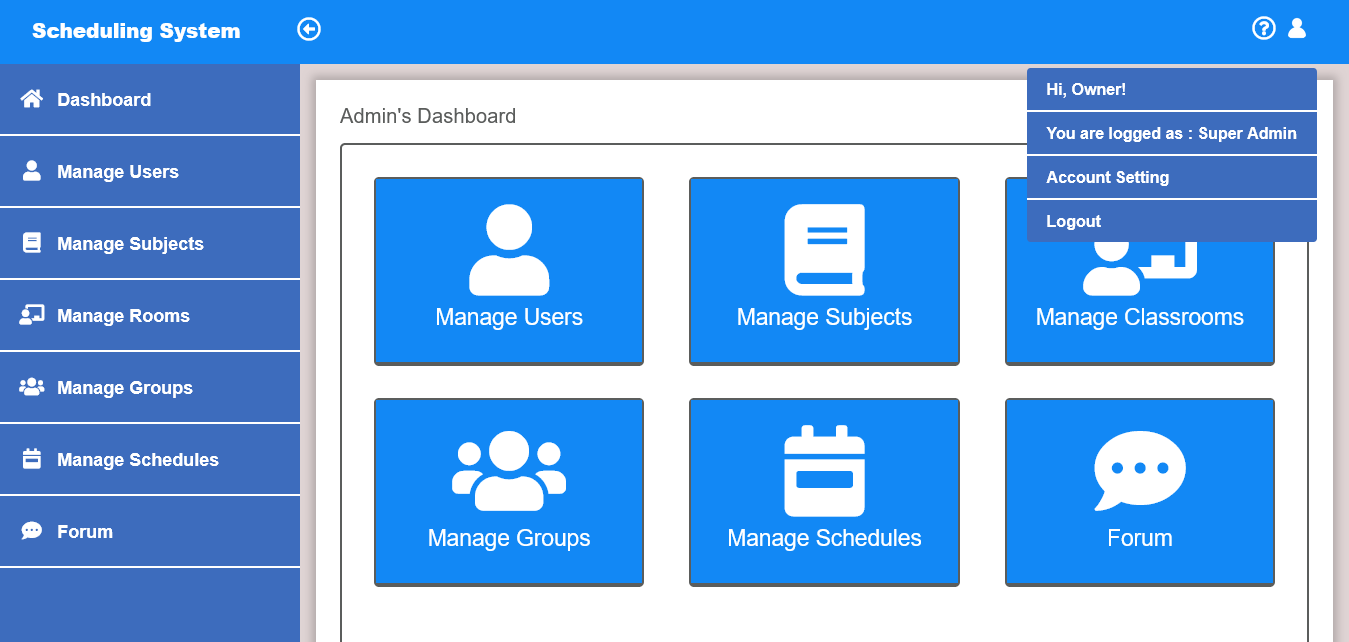 Scheduling System
Dashboard
Manage Users
Manage Subjects
Manage Rooms
Manage Groups
Manage Schedules
Forum
Hi, Owner!
You are logged as : Super Admin
Account Setting
Logout
Admin's Dashboard
Manage Users
Manage Subjects
Manage Classrooms
Manage Groups
Manage Schedules
Forum